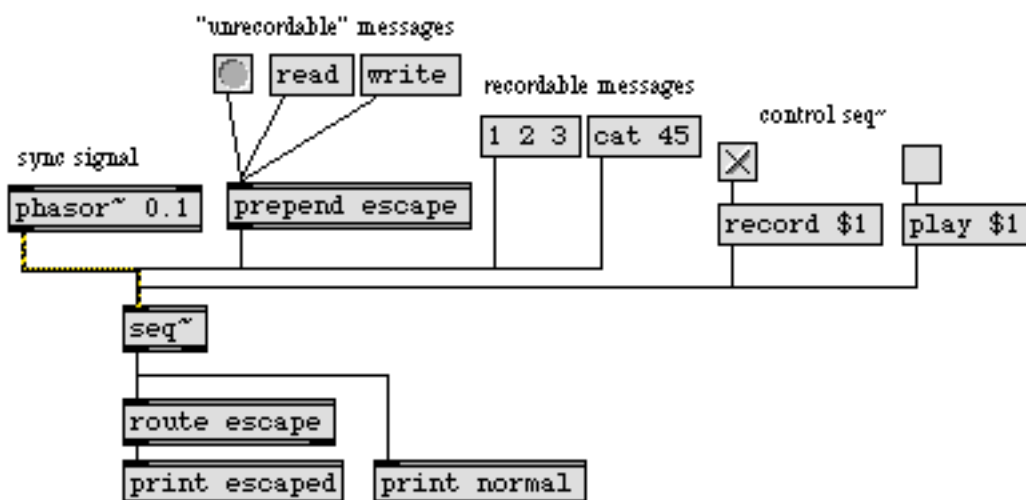 "unrecordable" messages
read
write
recordable messages
1 2 3
cat 45
control seq~
sync signal
phasor~ 0.1
prepend escape
record $1
play $1
seq~
route escape
print escaped
print normal